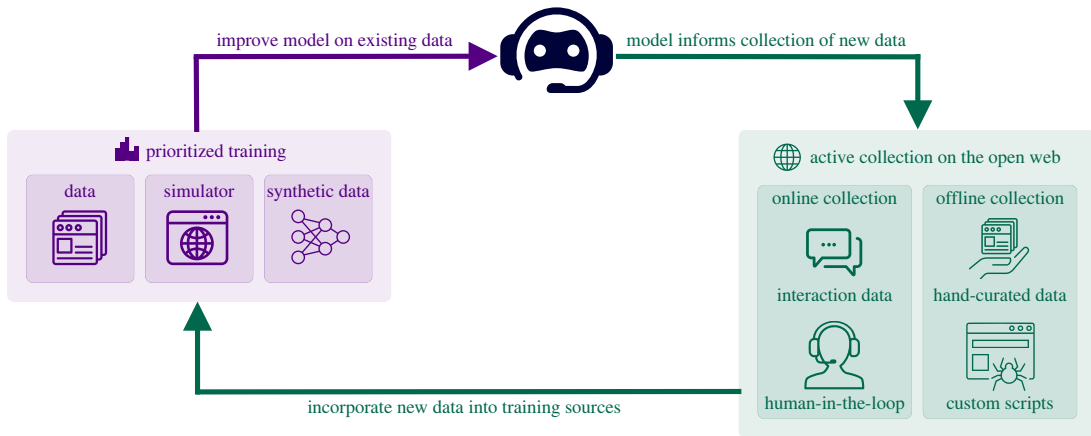 improve model on existing data
model informs collection of new data
prioritized training
data
simulator
synthetic data
active collection on the open web
online collection
offline collection
interaction data
hand-curated data
human-in-the-loop
custom scripts
incorporate new data into training sources